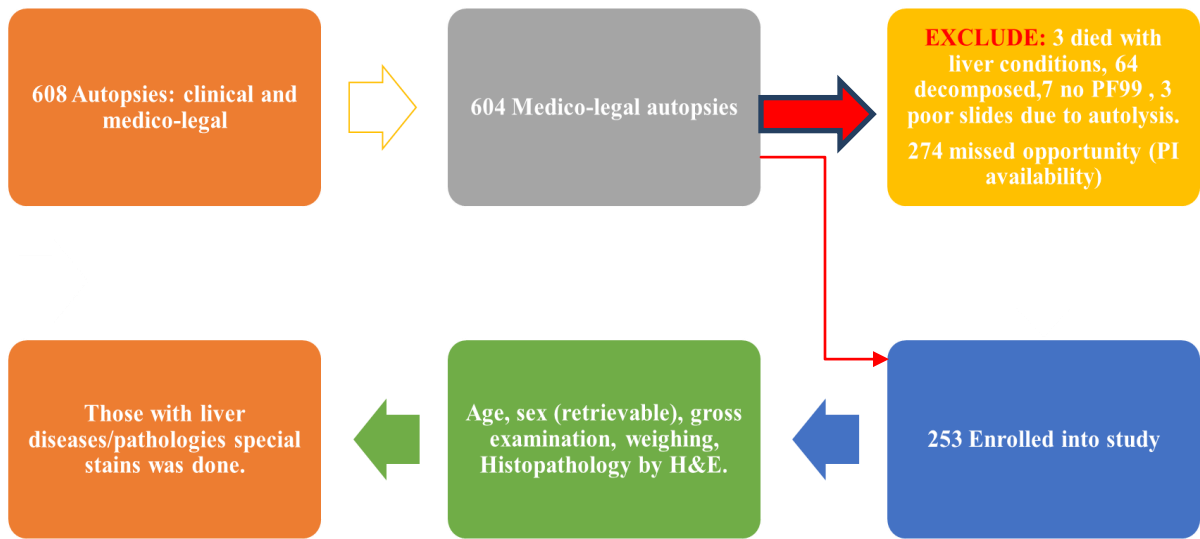 608 Autopsies: clinical and
medico-legal
604 Medico-legal autopsies
EXCLUDE: 3 died with
liver conditions, 64
decomposed,7 no PF99 , 3
poor slides due to autolysis.
274 missed opportunity (PI
availability)
Those with liver
diseases/pathologies special
stains was done.
Age, sex (retrievable), gross
examination, weighing,
Histopathology by H&E.
253 Enrolled into study